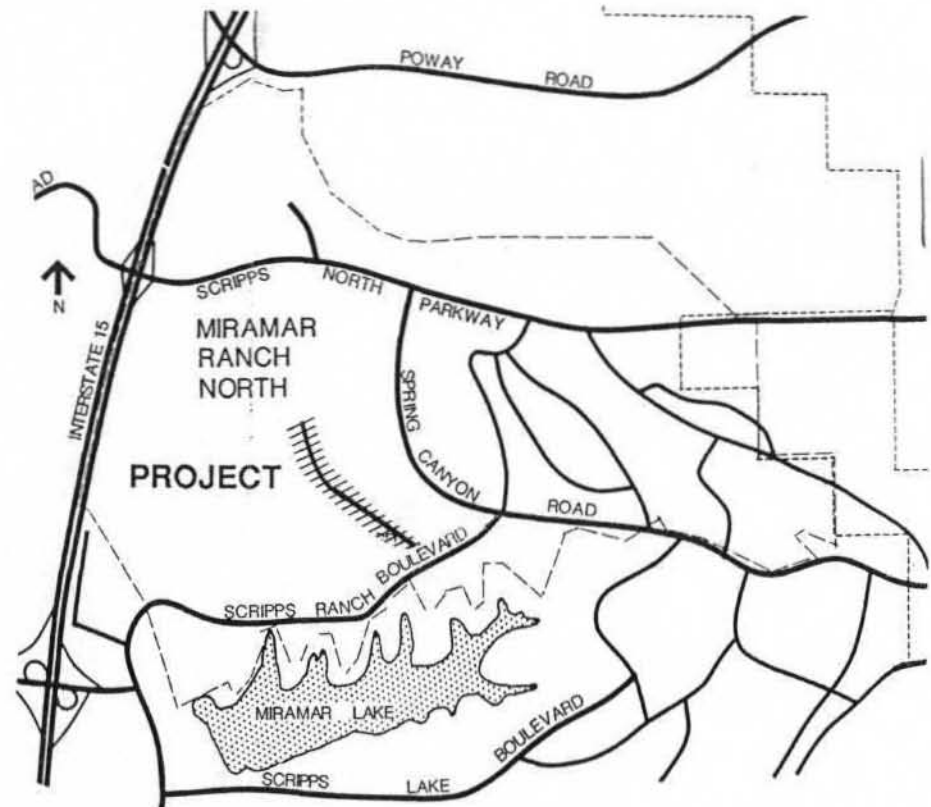 POWAY ROAD
AD
SCRIPPS NORTH PARKWAY
N
MIRAMAR
RANCH
NORTH
INTERSTATE 15
SPRING CANYON ROAD
PROJECT
SCRIPPS RANCH BOULEVARD
MIRAMAR LAKE
SCRIPPS LAKE BOULEVARD